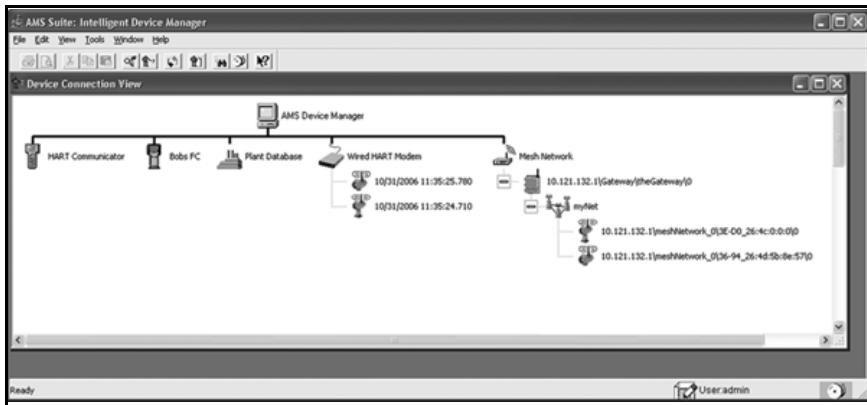 AMS Suite: Intelligent Device Manager
File Edit View Tools Window Help
Device Connection View
AMS Device Manager
HART Communicator
Bobs FC
Plant Database
Wired HART Modem
Mesh Network
10/31/2006 11:35:25.780
10.121.132.1\Gateway\theGateway\0
10/31/2006 11:35:24.710
myNet
10.121.132.1\meshNetwork_0\3E-D0_26:4c:0:0:0\0
10.121.132.1\meshNetwork_0\36-94_26:4d:5b:8e:57\0
Ready
User:admin